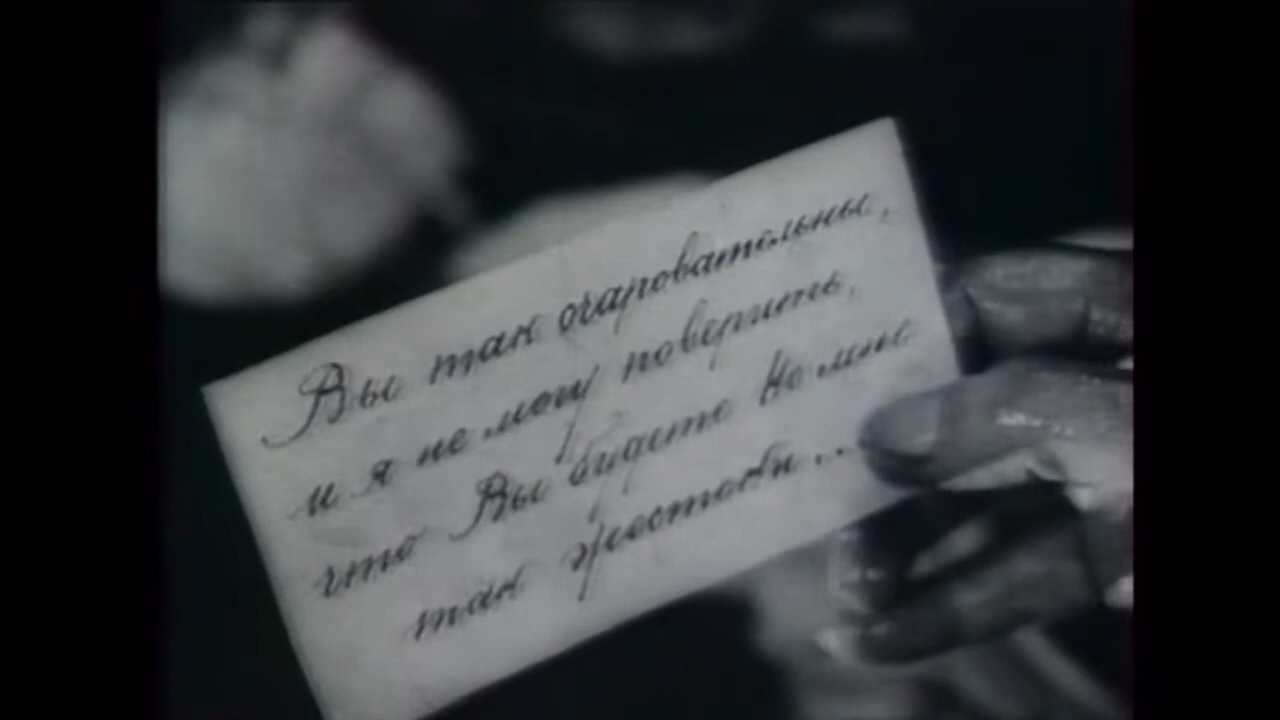 Вы так очаровательны,
и я не могу поверить,
что Вы будете ко мне
так жестоки...